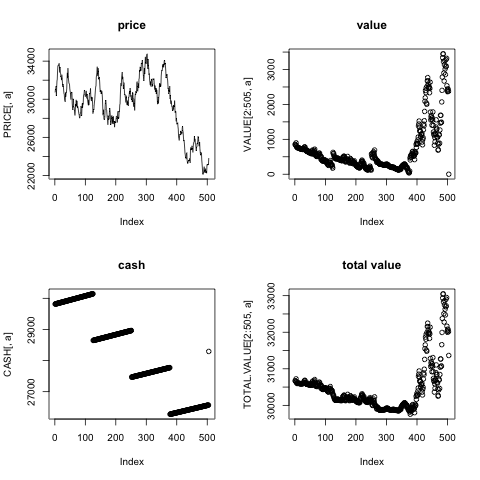 price
PRICE[, a]
22000 26000 30000 34000
0 100 200 300 400 500
Index
value
VALUE[2:505, a]
0 1000 2000 3000
0 100 200 300 400 500
Index
cash
CASH[, a]
27000 29000
0 100 200 300 400 500
Index
total value
TOTAL.VALUE[2:505, a]
30000 31000 32000 33000
0 100 200 300 400 500
Index